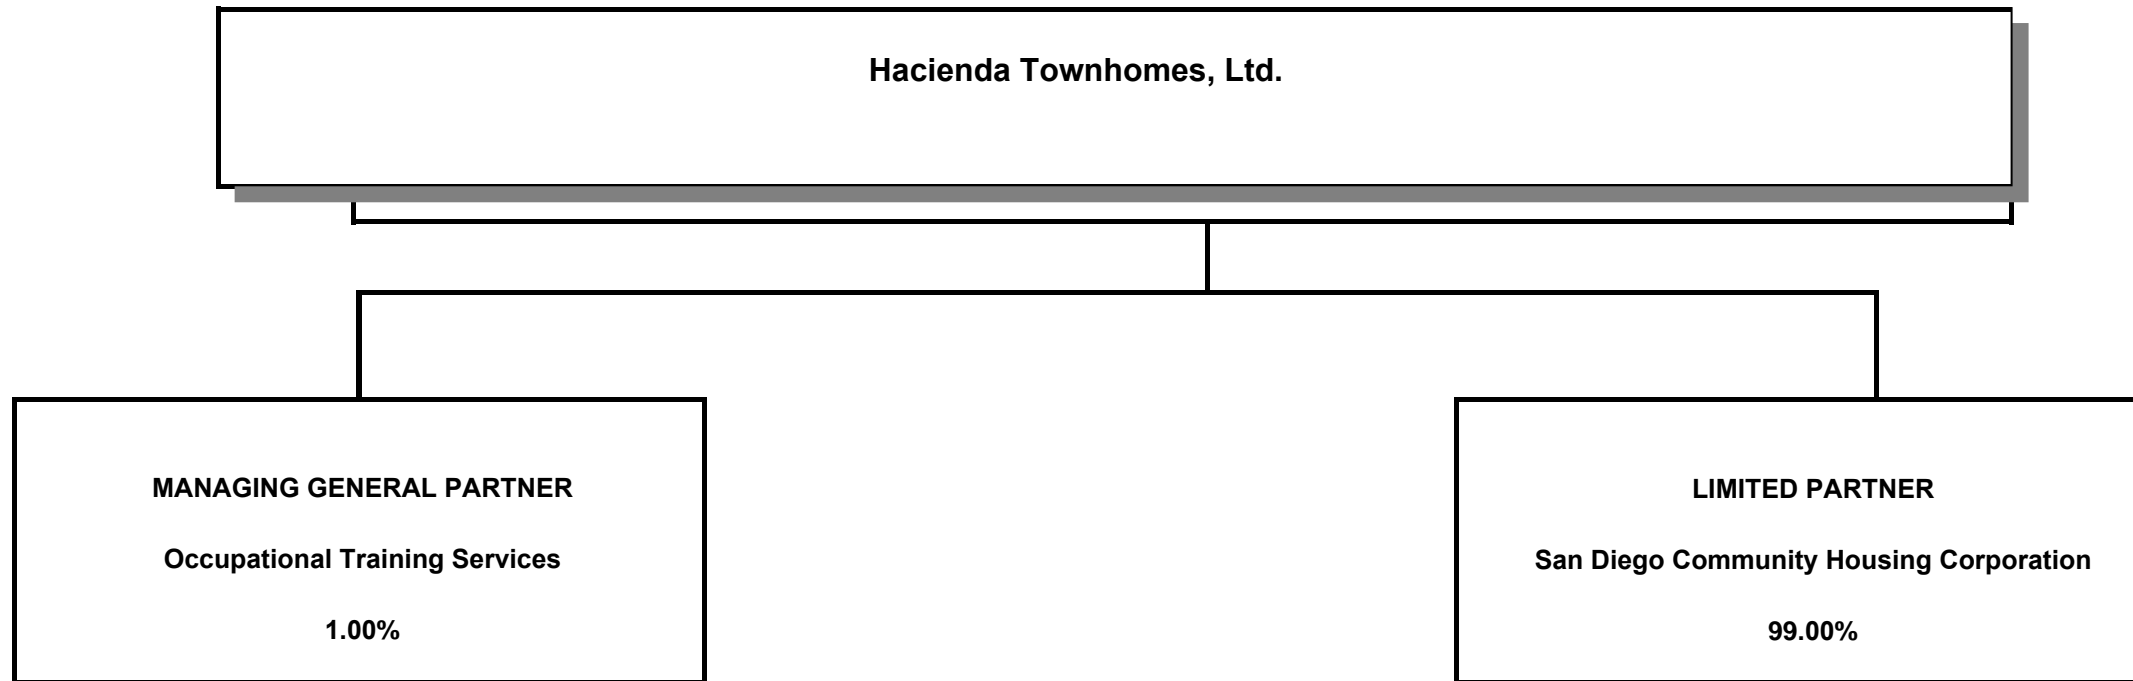 Hacienda Townhomes, Ltd.
MANAGING GENERAL PARTNER
Occupational Training Services
1.00%
LIMITED PARTNER
San Diego Community Housing Corporation
99.00%